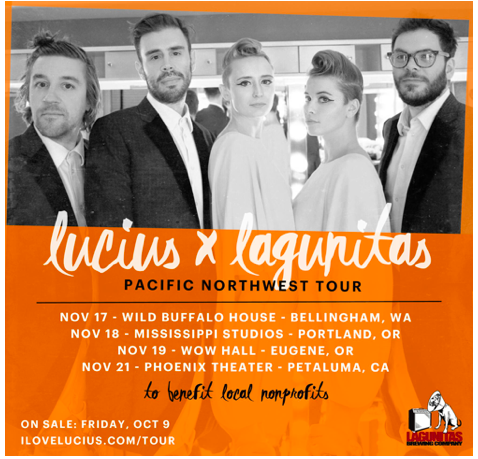 lucius x lagunitas
PACIFIC NORTHWEST TOUR
NOV 17 - WILD BUFFALO HOUSE - BELLINGHAM, WA
NOV 18 - MISSISSIPPI STUDIOS - PORTLAND, OR
NOV 19 - WOW HALL - EUGENE, OR
NOV 21 - PHOENIX THEATER - PETALUMA, CA
to benefit local nonprofits
ON SALE: FRIDAY, OCT 9
ILOVELUCIUS.COM/TOUR
LAGUNITAS
BREWING COMPANY